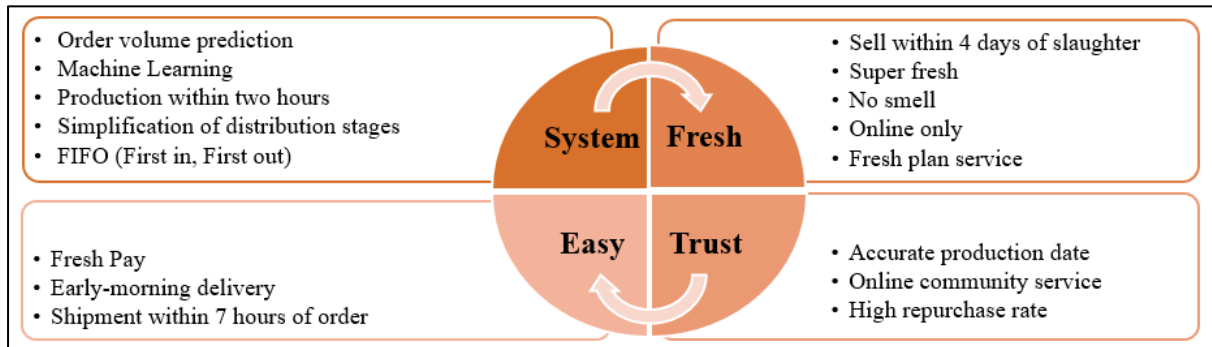 • Order volume prediction
• Machine Learning
• Production within two hours
• Simplification of distribution stages
• FIFO (First in, First out)
System
Fresh
• Sell within 4 days of slaughter
• Super fresh
• No smell
• Online only
• Fresh plan service
• Fresh Pay
• Early-morning delivery
• Shipment within 7 hours of order
Easy
Trust
• Accurate production date
• Online community service
• High repurchase rate